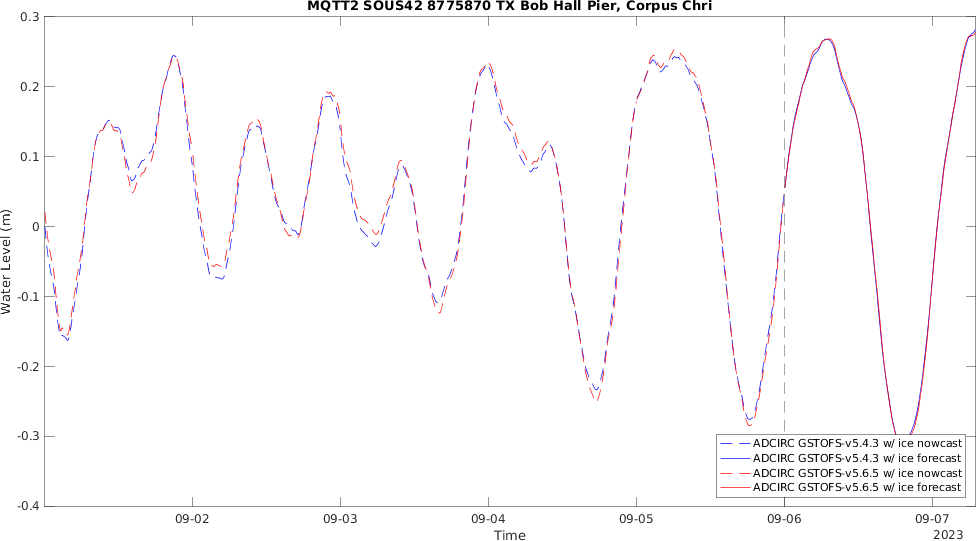 MQTT2 SOUS42 8775870 TX Bob Hall Pier, Corpus Chri
0.3
0.2
0.1
0
-0.1
-0.2
-0.3
-0.4
Water Level (m)
ADCIRC GSTOFS-v5.4.3 w/ ice nowcast
ADCIRC GSTOFS-v5.4.3 w/ ice forecast
ADCIRC GSTOFS-v5.6.5 w/ ice nowcast
ADCIRC GSTOFS-v5.6.5 w/ ice forecast
09-02 09-03 09-04 09-05 09-06 09-07
Time 2023